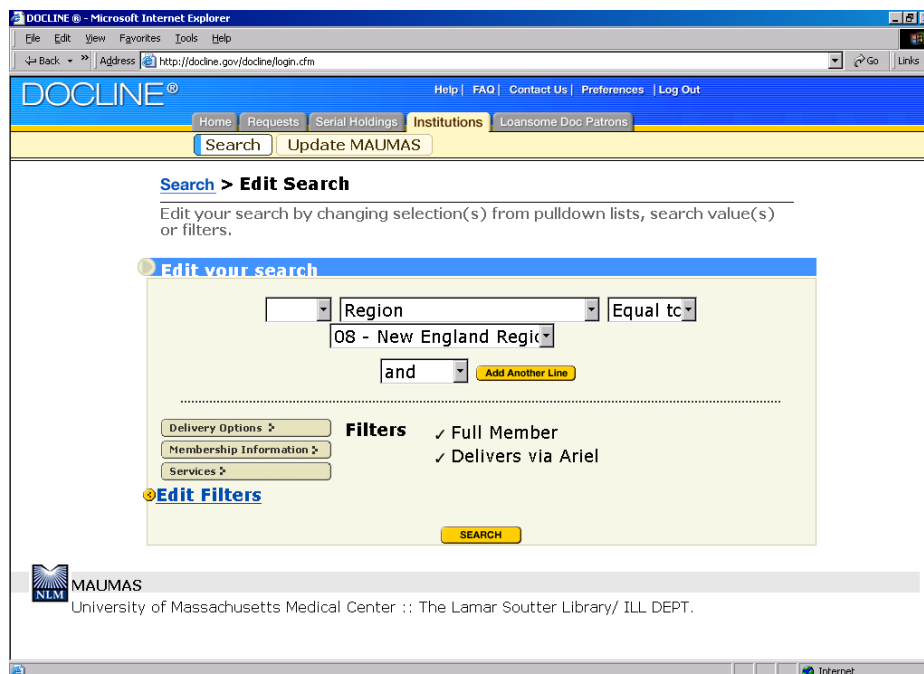 DOCLINE ® - Microsoft Internet Explorer
File Edit View Favorites Tools Help
Back » Address http://docline.gov/docline/login.cfm Go Links
DOCLINE®
Help | FAQ | Contact Us | Preferences | Log Out
Home Requests Serial Holdings Institutions Loansome Doc Patrons
Search Update MAUMAS
Search > Edit Search
Edit your search by changing selection(s) from pulldown lists, search value(s)
or filters.
Edit your search
Region Equal to
08 - New England Regic
and Add Another Line
Delivery Options
Filters ✓ Full Member
Membership Information
✓ Delivers via Ariel
Services
Edit Filters
SEARCH
NLM MAUMAS
University of Massachusetts Medical Center :: The Lamar Soutter Library/ ILL DEPT.
Internet